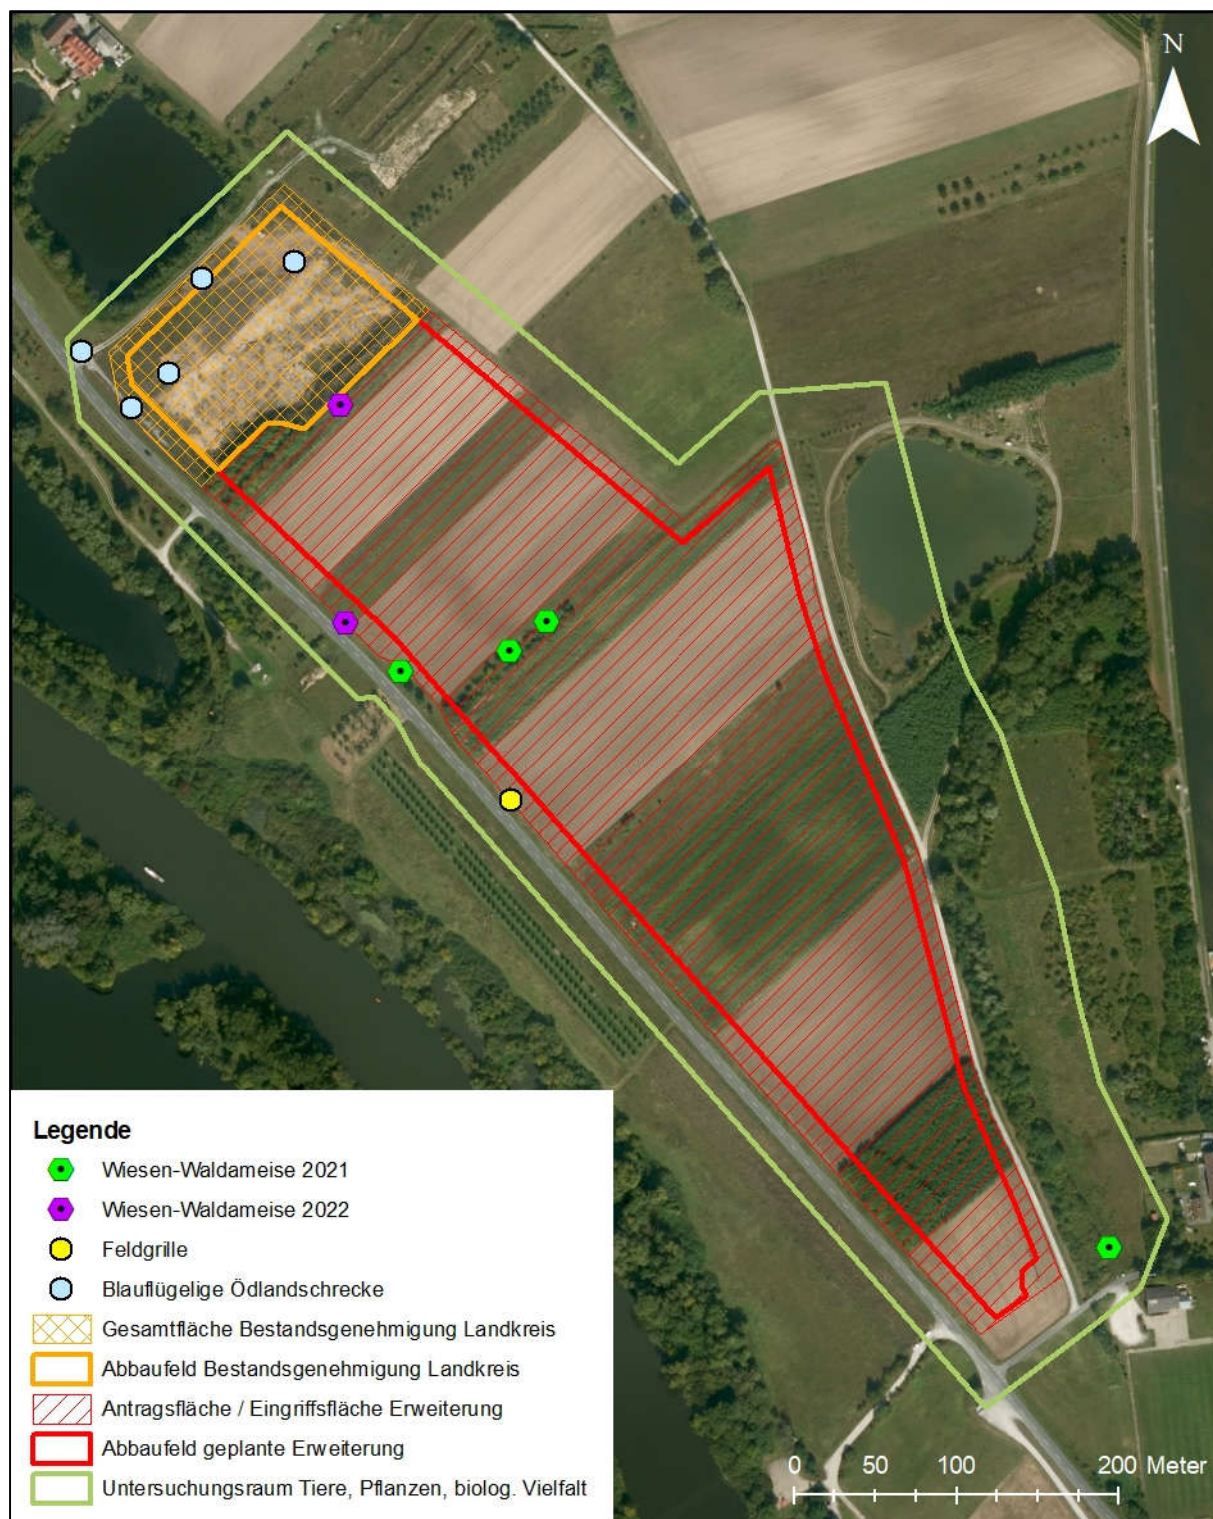 N
Legende
Wiesen-Waldameise 2021
Wiesen-Waldameise 2022
Feldgrille
Blauflügelige Ödlandschrecke
Gesamtfläche Bestandsgenehmigung Landkreis
Abbaufeld Bestandsgenehmigung Landkreis
Antragsfläche / Eingriffsfläche Erweiterung
Abbaufeld geplante Erweiterung
Untersuchungsraum Tiere, Pflanzen, biolog. Vielfalt
0 50 100 200 Meter